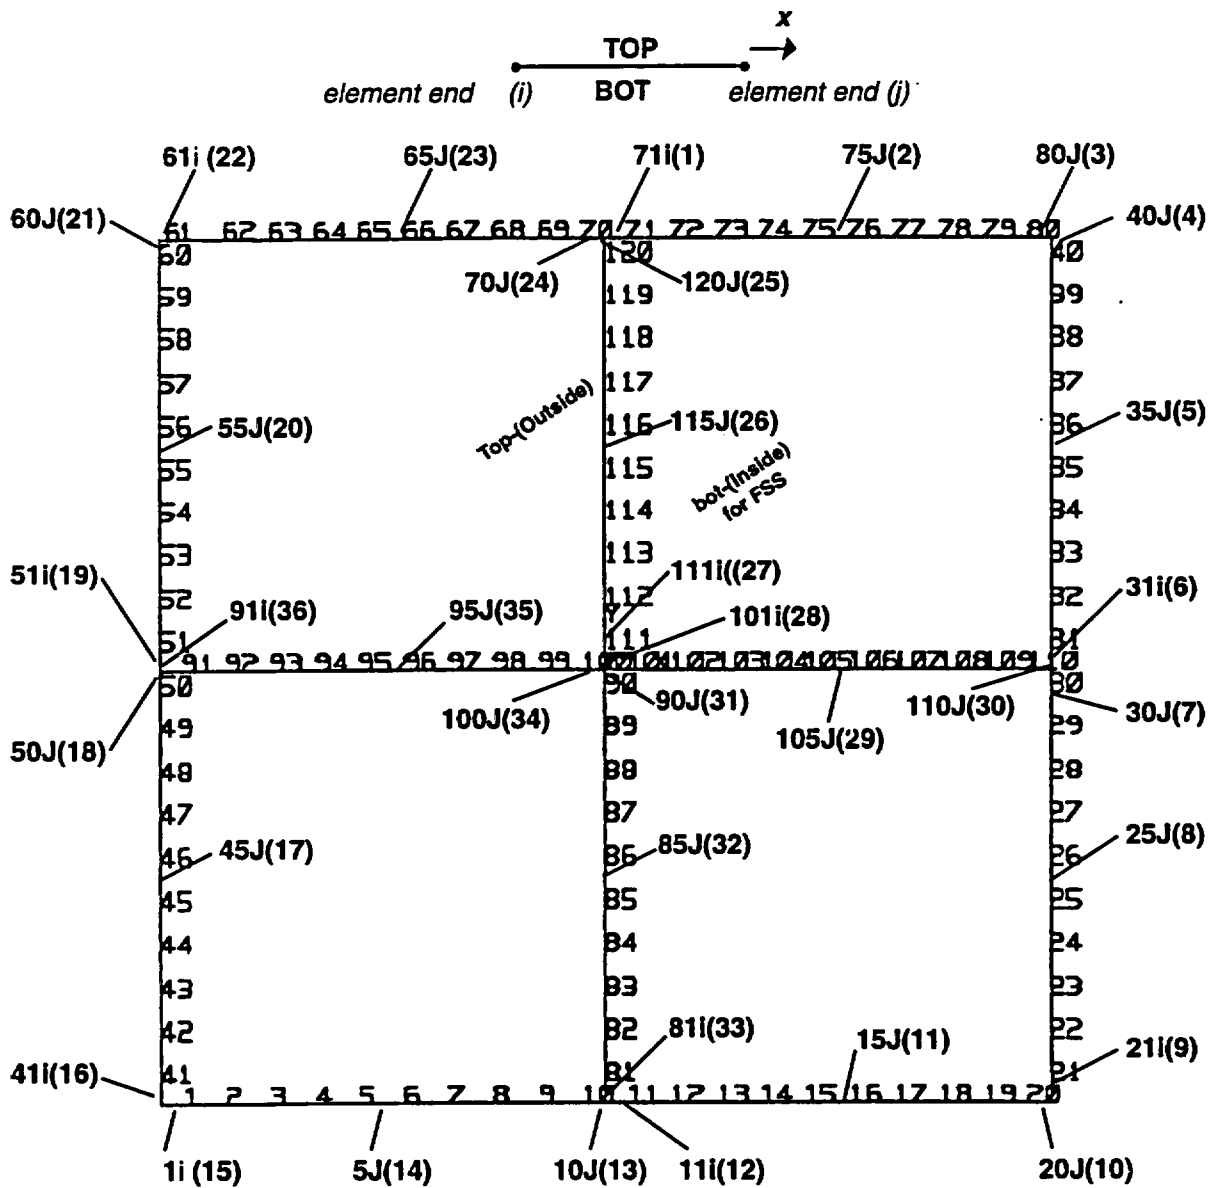 x
TOP
element end (i) BOT element end (j)
61i (22) 65J(23) 71i(1) 75J(2) 80J(3)
60J(21) 40J(4)
61 62 63 64 65 66 67 68 69 70 71 72 73 74 75 76 77 78 79 80
60 120 40
70J(24) 120J(25)
59 119 39
58 118 38
57 117 37
Top-(Outside)
56 55J(20) 116 115J(26) 36 35J(5)
55 115 35
bot-(Inside)
for FSS
54 114 34
53 113 33
51i(19) 111i((27) 31i(6)
52 112 32
91i(36) 95J(35) 101i(28)
51 111 31
91 92 93 94 95 96 97 98 99 100 101 102 103 104 105 106 107 108 109 110
50 90 30
100J(34) 90J(31) 110J(30) 30J(7)
49 89 29
50J(18) 105J(29)
48 88 28
47 87 27
46 45J(17) 86 85J(32) 26 25J(8)
45 85 25
44 84 24
43 83 23
42 82 22
81i(33) 15J(11) 21i(9)
41i(16) 41 81 21
1 2 3 4 5 6 7 8 9 10 11 12 13 14 15 16 17 18 19 20
1i (15) 5J(14) 10J(13) 11i(12) 20J(10)